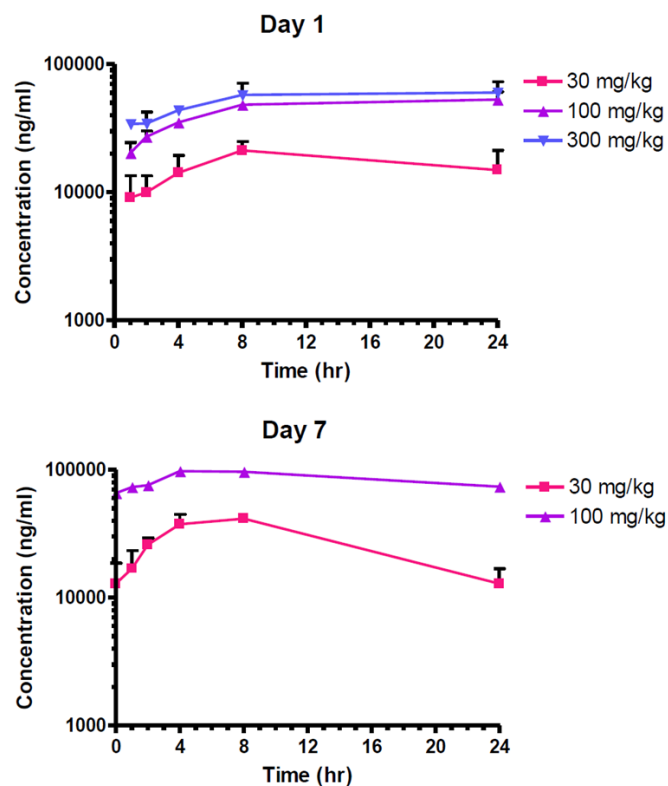 Day 1
100000
10000
1000
Concentration (ng/ml)
0 4 8 12 16 20 24
Time (hr)
30 mg/kg
100 mg/kg
300 mg/kg
Day 7
100000
10000
1000
Concentration (ng/ml)
0 4 8 12 16 20 24
Time (hr)
30 mg/kg
100 mg/kg